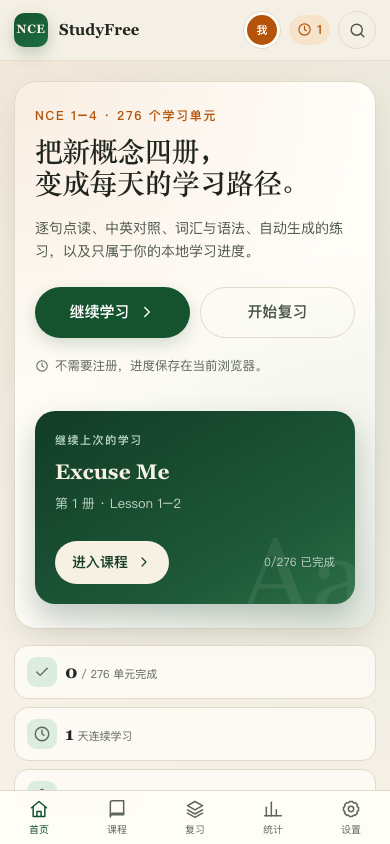 NCE
StudyFree
我
1
NCE 1—4 · 276 个学习单元
把新概念四册，
变成每天的学习路径。
逐句点读、中英对照、词汇与语法、自动生成的练
习，以及只属于你的本地学习进度。
继续学习
开始复习
不需要注册，进度保存在当前浏览器。
继续上次的学习
Excuse Me
第 1 册 · Lesson 1—2
进入课程
0/276 已完成
Aa
0 / 276 单元完成
1 天连续学习
首页
课程
复习
统计
设置